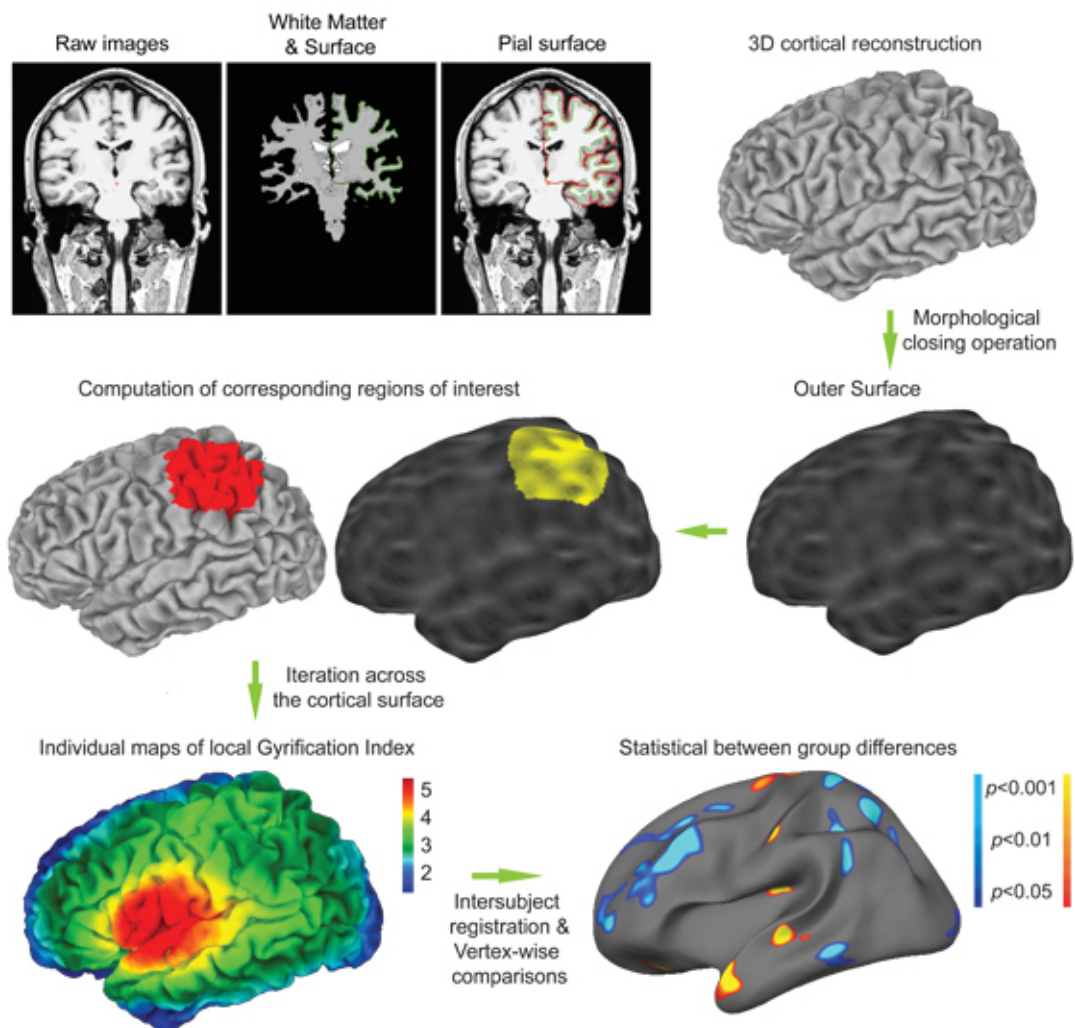 Raw images
White Matter
& Surface
Pial surface
3D cortical reconstruction
Morphological
closing operation
Computation of corresponding regions of interest
Outer Surface
Iteration across
the cortical surface
Individual maps of local Gyrification Index
5
4
3
2
Intersubject
registration &
Vertex-wise
comparisons
Statistical between group differences
p<0.001
p<0.01
p<0.05